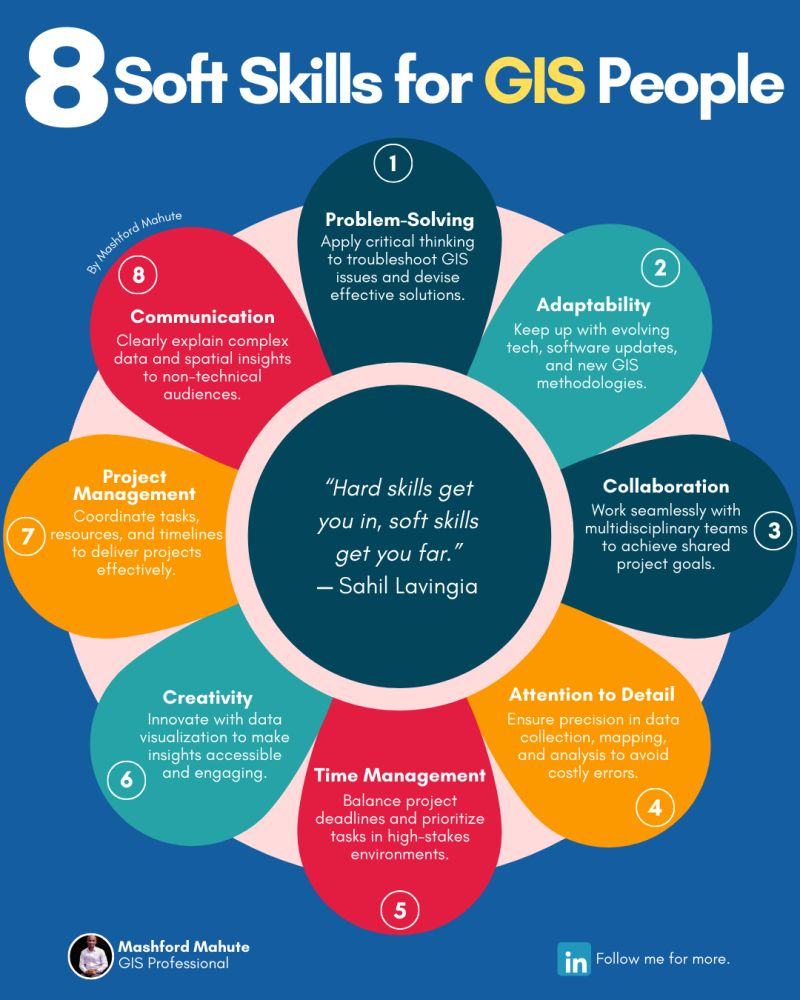 8 Soft Skills for GIS People
By Mashford Mahute
1
Problem-Solving
Apply critical thinking
to troubleshoot GIS
issues and devise
effective solutions.
2
Adaptability
Keep up with evolving
tech, software updates,
and new GIS
methodologies.
3
Collaboration
Work seamlessly with
multidisciplinary teams
to achieve shared
project goals.
4
Attention to Detail
Ensure precision in data
collection, mapping,
and analysis to avoid
costly errors.
5
Time Management
Balance project
deadlines and prioritize
tasks in high-stakes
environments.
6
Creativity
Innovate with data
visualization to make
insights accessible
and engaging.
7
Project
Management
Coordinate tasks,
resources, and timelines
to deliver projects
effectively.
8
Communication
Clearly explain complex
data and spatial insights
to non-technical
audiences.
“Hard skills get
you in, soft skills
get you far.”
— Sahil Lavingia
Mashford Mahute
GIS Professional
in
Follow me for more.